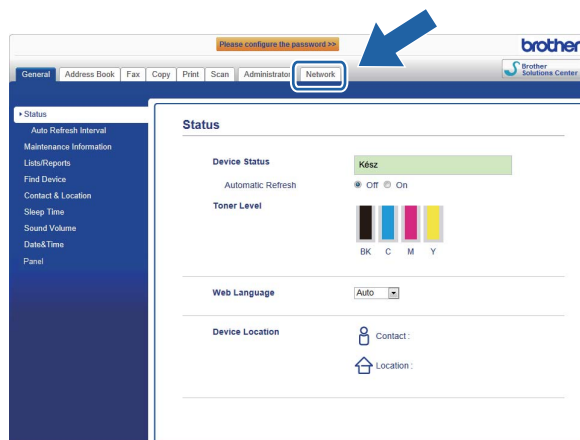 Please configure the password >>
brother
General Address Book Fax Copy Print Scan Administrator Network
Brother
Solutions Center
Status
Auto Refresh Interval
Maintenance Information
Lists/Reports
Find Device
Contact & Location
Sleep Time
Sound Volume
Date&Time
Panel
Status
Device Status Kész
Automatic Refresh Off On
Toner Level
BK C M Y
Web Language Auto
Device Location Contact :
Location :